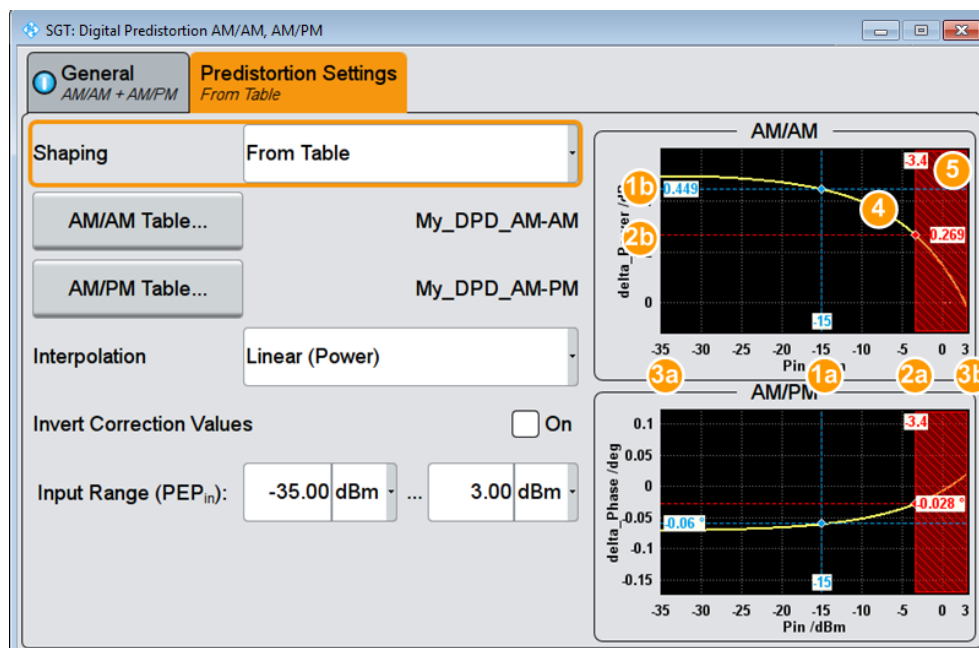 SGT: Digital Predistortion AM/AM, AM/PM
General
AM/AM + AM/PM
Predistortion Settings
From Table
Shaping
From Table
AM/AM Table...
My_DPD_AM-AM
AM/PM Table...
My_DPD_AM-PM
Interpolation
Linear (Power)
Invert Correction Values
On
Input Range (PEPin):
-35.00 dBm
...
3.00 dBm
AM/AM
-3.4
5
1b
0.449
4
2b
0.269
0
-15
-35 -30 -25 -20 -15 -10 -5 0 3
3a
1a
2a
3b
AM/PM
delta_Phase /deg
0.1
0.05
0
-0.05
-0.1
-0.15
-3.4
-0.06 °
-0.028 °
-15
-35 -30 -25 -20 -15 -10 -5 0 3
Pin /dBm